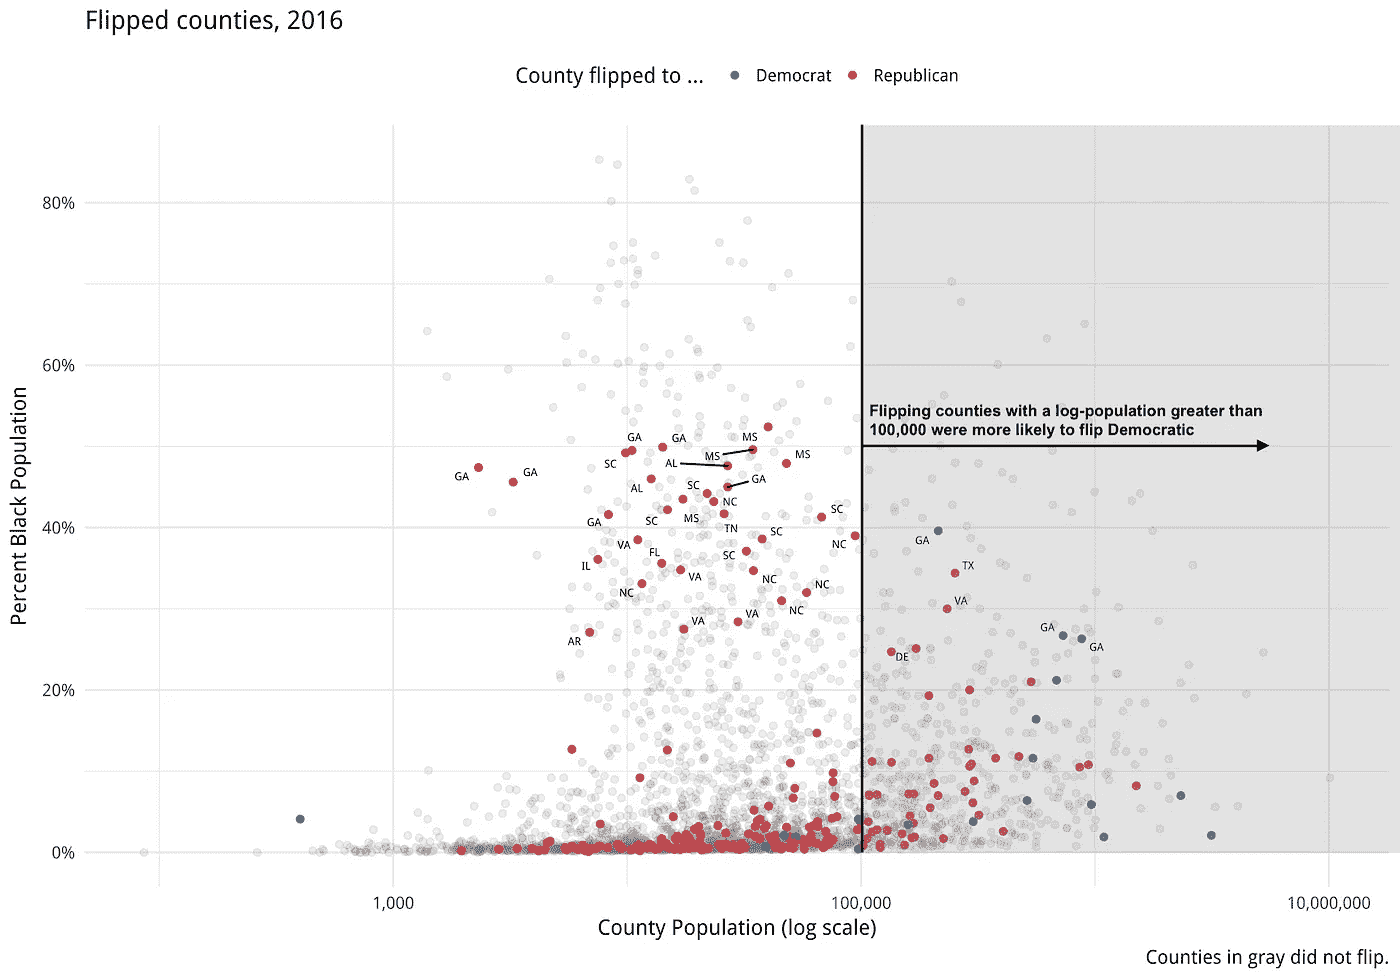 Flipped counties, 2016
County flipped to ... Democrat Republican
80%
60%
40%
20%
0%
Percent Black Population
Flipping counties with a log-population greater than
100,000 were more likely to flip Democratic
GA
GA
MS
SC
AL
MS
MS
GA
GA
AL
SC
GA
NC
GA
SC
MS
TN
SC
SC
NC
VA
FL
SC
IL
VA
NC
NC
NC
NC
AR
VA
VA
GA
TX
VA
GA
GA
DE
1,000
100,000
10,000,000
County Population (log scale)
Counties in gray did not flip.